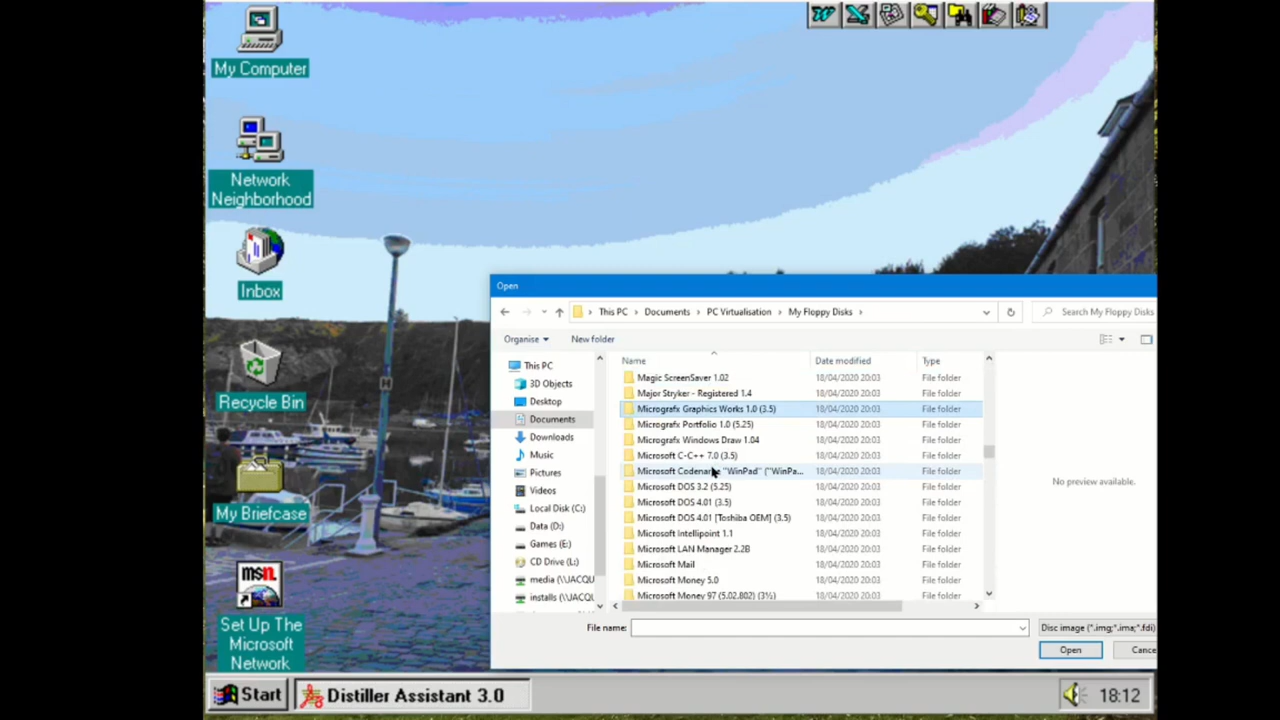 My Computer
Network
Neighborhood
Inbox
Recycle Bin
My Briefcase
msn
Set Up The
Microsoft
Network
Open
This PC > Documents > PC Virtualisation > My Floppy Disks >
Search My Floppy Disks
Organise
New folder
This PC
3D Objects
Desktop
Documents
Downloads
Music
Pictures
Videos
Local Disk (C:)
Data (D:)
Games (E:)
CD Drive (L:)
media (\\JACQU
installs (\\JACQU
Name Date modified Type
Magic ScreenSaver 1.02 18/04/2020 20:03 File folder
Major Stryker - Registered 1.4 18/04/2020 20:03 File folder
Micrografx Graphics Works 1.0 (3.5) 18/04/2020 20:03 File folder
Micrografx Portfolio 1.0 (5.25) 18/04/2020 20:03 File folder
Micrografx Windows Draw 1.04 18/04/2020 20:03 File folder
Microsoft C-C++ 7.0 (3.5) 18/04/2020 20:03 File folder
Microsoft Codename "WinPad" ("WinPa... 18/04/2020 20:03 File folder
Microsoft DOS 3.2 (5.25) 18/04/2020 20:03 File folder
Microsoft DOS 4.01 (3.5) 18/04/2020 20:03 File folder
Microsoft DOS 4.01 [Toshiba OEM] (3.5) 18/04/2020 20:03 File folder
Microsoft Intellipoint 1.1 18/04/2020 20:03 File folder
Microsoft LAN Manager 2.2B 18/04/2020 20:03 File folder
Microsoft Mail 18/04/2020 20:03 File folder
Microsoft Money 5.0 18/04/2020 20:03 File folder
Microsoft Money 97 (5.02.802) (3½) 18/04/2020 20:03 File folder
No preview available.
File name:
Disc image (*.img;*.ima;*.fdi)
Open
Cance
H
Start
Distiller Assistant 3.0
18:12